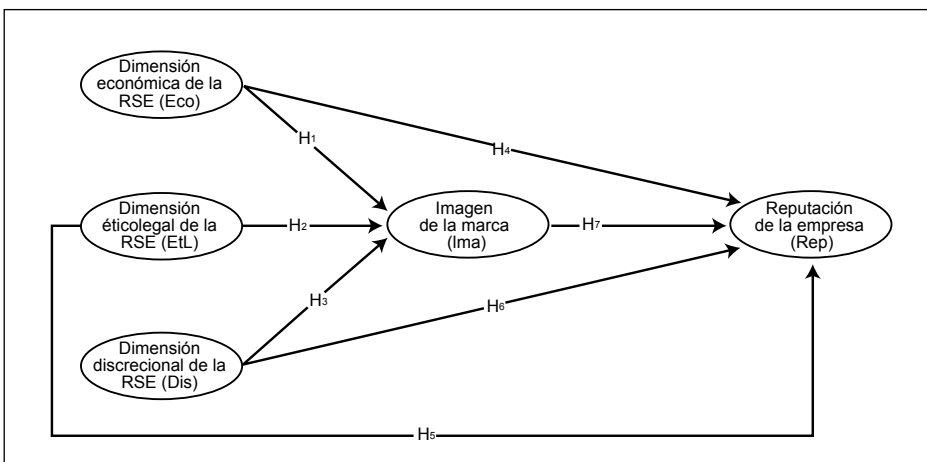 Dimensión
económica de la
RSE (Eco)
H1
H4
Dimensión
éticolegal de la
RSE (EtL)
H2
Imagen
de la marca
(Ima)
H7
Reputación
de la empresa
(Rep)
H3
H6
Dimensión
discrecional de la
RSE (Dis)
H5